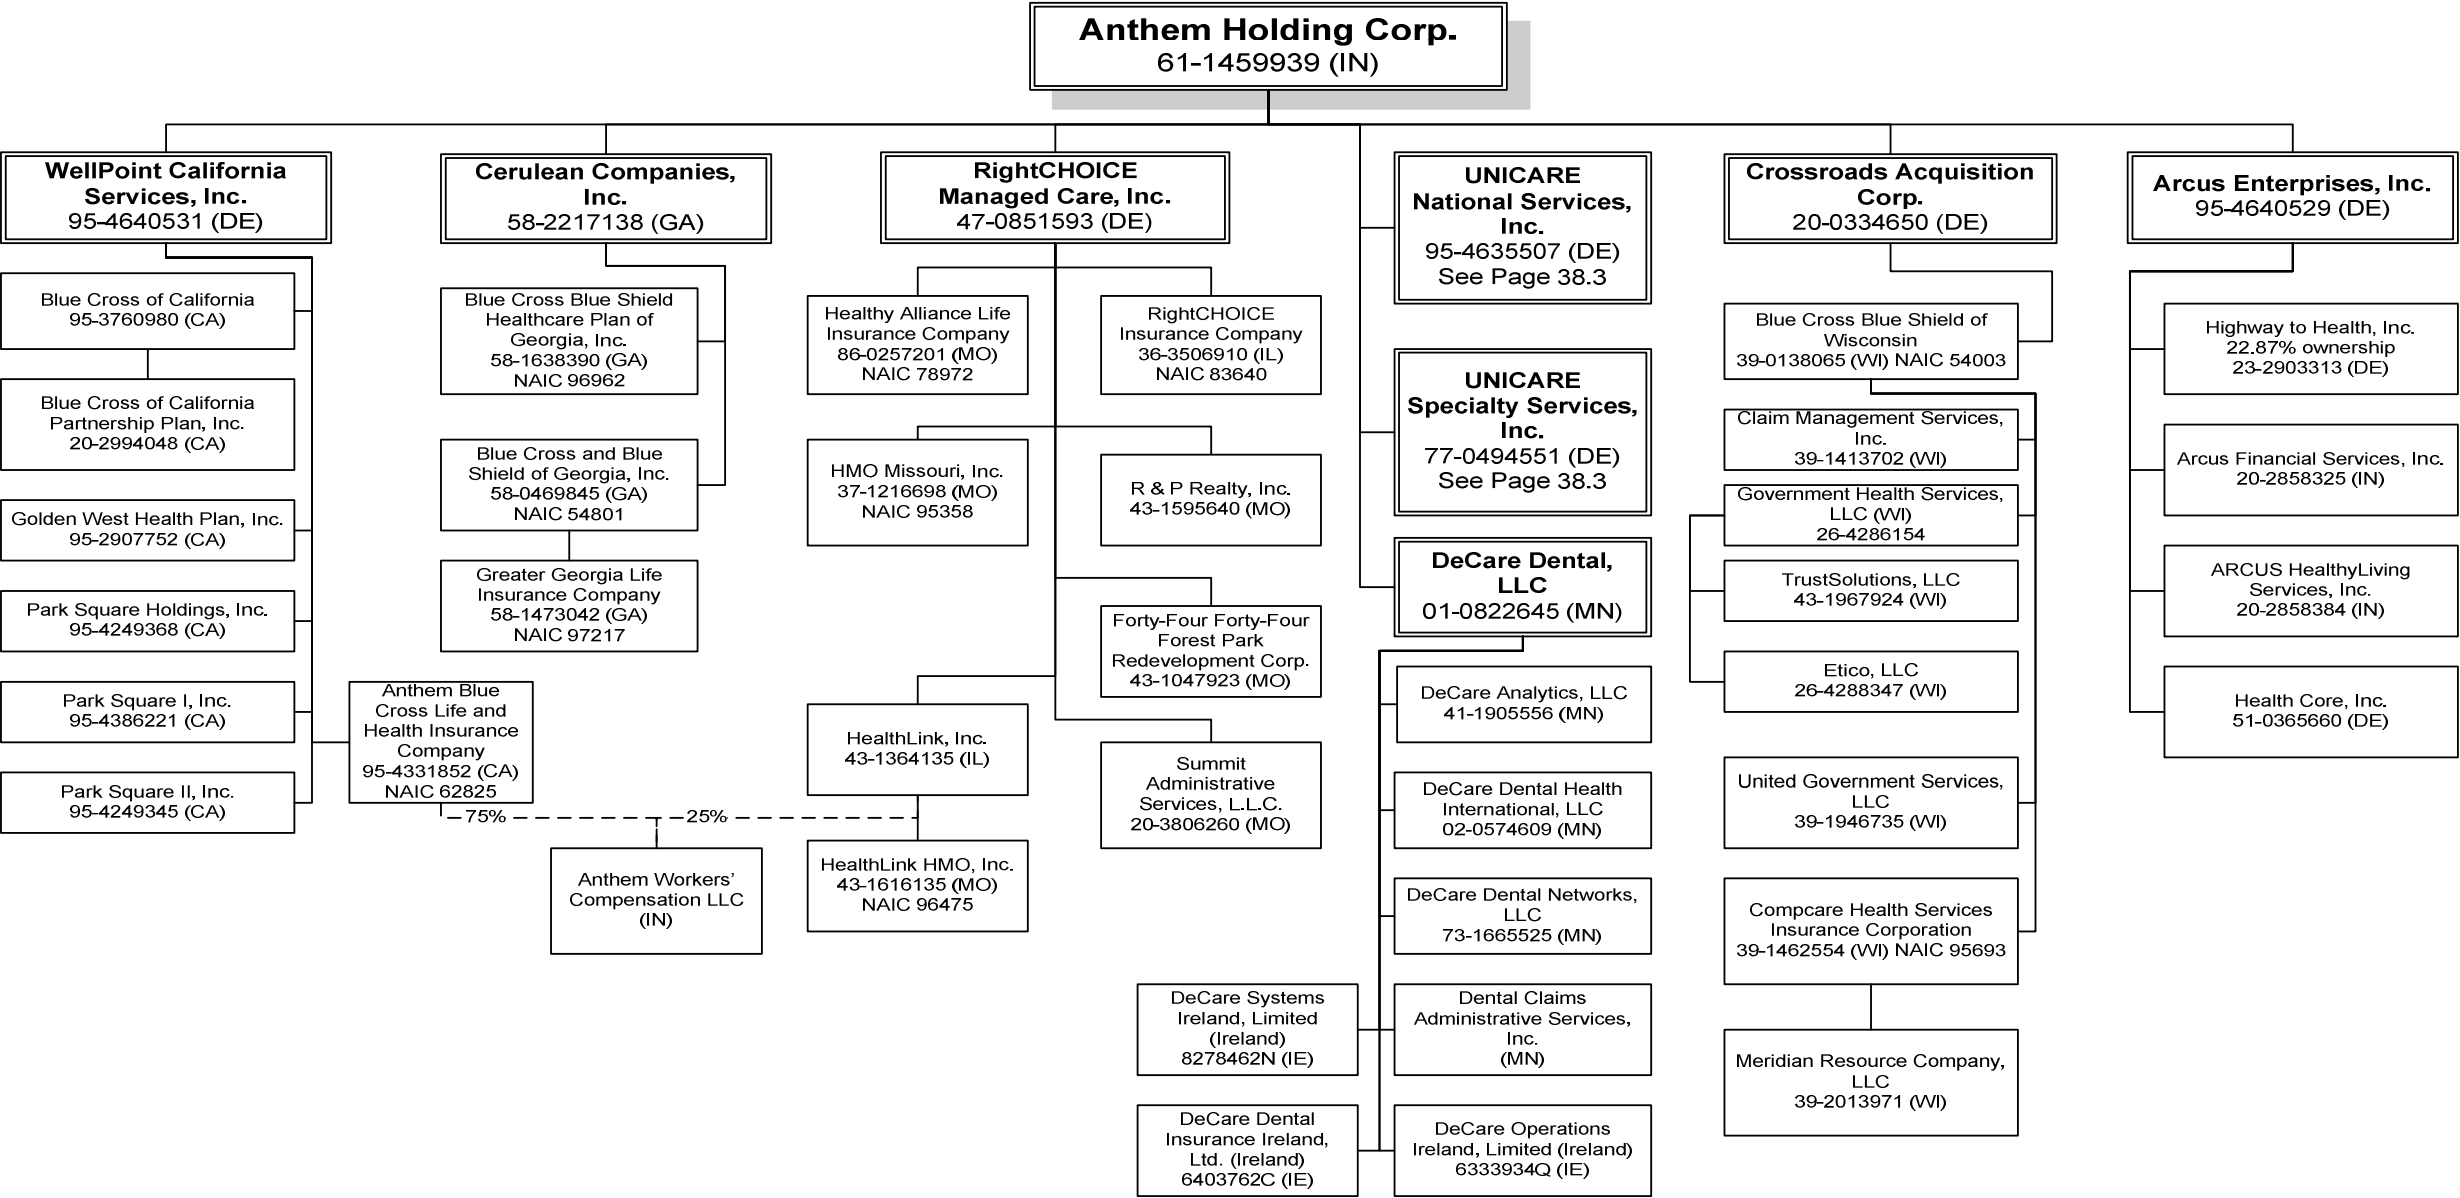 Anthem Holding Corp.
61-1459939 (IN)
WellPoint California
Services, Inc.
95-4640531 (DE)
Blue Cross of California
95-3760980 (CA)
Blue Cross of California
Partnership Plan, Inc.
20-2994048 (CA)
Golden West Health Plan, Inc.
95-2907752 (CA)
Park Square Holdings, Inc.
95-4249368 (CA)
Park Square I, Inc.
95-4386221 (CA)
Park Square II, Inc.
95-4249345 (CA)
Anthem Blue
Cross Life and
Health Insurance
Company
95-4331852 (CA)
NAIC 62825
75%
25%
Anthem Workers’
Compensation LLC
(IN)
Cerulean Companies,
Inc.
58-2217138 (GA)
Blue Cross Blue Shield
Healthcare Plan of
Georgia, Inc.
58-1638390 (GA)
NAIC 96962
Blue Cross and Blue
Shield of Georgia, Inc.
58-0469845 (GA)
NAIC 54801
Greater Georgia Life
Insurance Company
58-1473042 (GA)
NAIC 97217
RightCHOICE
Managed Care, Inc.
47-0851593 (DE)
Healthy Alliance Life
Insurance Company
86-0257201 (MO)
NAIC 78972
RightCHOICE
Insurance Company
36-3506910 (IL)
NAIC 83640
HMO Missouri, Inc.
37-1216698 (MO)
NAIC 95358
R & P Realty, Inc.
43-1595640 (MO)
Forty-Four Forty-Four
Forest Park
Redevelopment Corp.
43-1047923 (MO)
HealthLink, Inc.
43-1364135 (IL)
Summit
Administrative
Services, L.L.C.
20-3806260 (MO)
HealthLink HMO, Inc.
43-1616135 (MO)
NAIC 96475
UNICARE
National Services,
Inc.
95-4635507 (DE)
See Page 38.3
UNICARE
Specialty Services,
Inc.
77-0494551 (DE)
See Page 38.3
DeCare Dental,
LLC
01-0822645 (MN)
DeCare Analytics, LLC
41-1905556 (MN)
DeCare Dental Health
International, LLC
02-0574609 (MN)
DeCare Dental Networks,
LLC
73-1665525 (MN)
DeCare Systems
Ireland, Limited
(Ireland)
8278462N (IE)
Dental Claims
Administrative Services,
Inc.
(MN)
DeCare Dental
Insurance Ireland,
Ltd. (Ireland)
6403762C (IE)
DeCare Operations
Ireland, Limited (Ireland)
6333934Q (IE)
Crossroads Acquisition
Corp.
20-0334650 (DE)
Blue Cross Blue Shield of
Wisconsin
39-0138065 (WI) NAIC 54003
Claim Management Services,
Inc.
39-1413702 (WI)
Government Health Services,
LLC (WI)
26-4286154
TrustSolutions, LLC
43-1967924 (WI)
Etico, LLC
26-4288347 (WI)
United Government Services,
LLC
39-1946735 (WI)
Compcare Health Services
Insurance Corporation
39-1462554 (WI) NAIC 95693
Meridian Resource Company,
LLC
39-2013971 (WI)
Arcus Enterprises, Inc.
95-4640529 (DE)
Highway to Health, Inc.
22.87% ownership
23-2903313 (DE)
Arcus Financial Services, Inc.
20-2858325 (IN)
ARCUS HealthyLiving
Services, Inc.
20-2858384 (IN)
Health Core, Inc.
51-0365660 (DE)